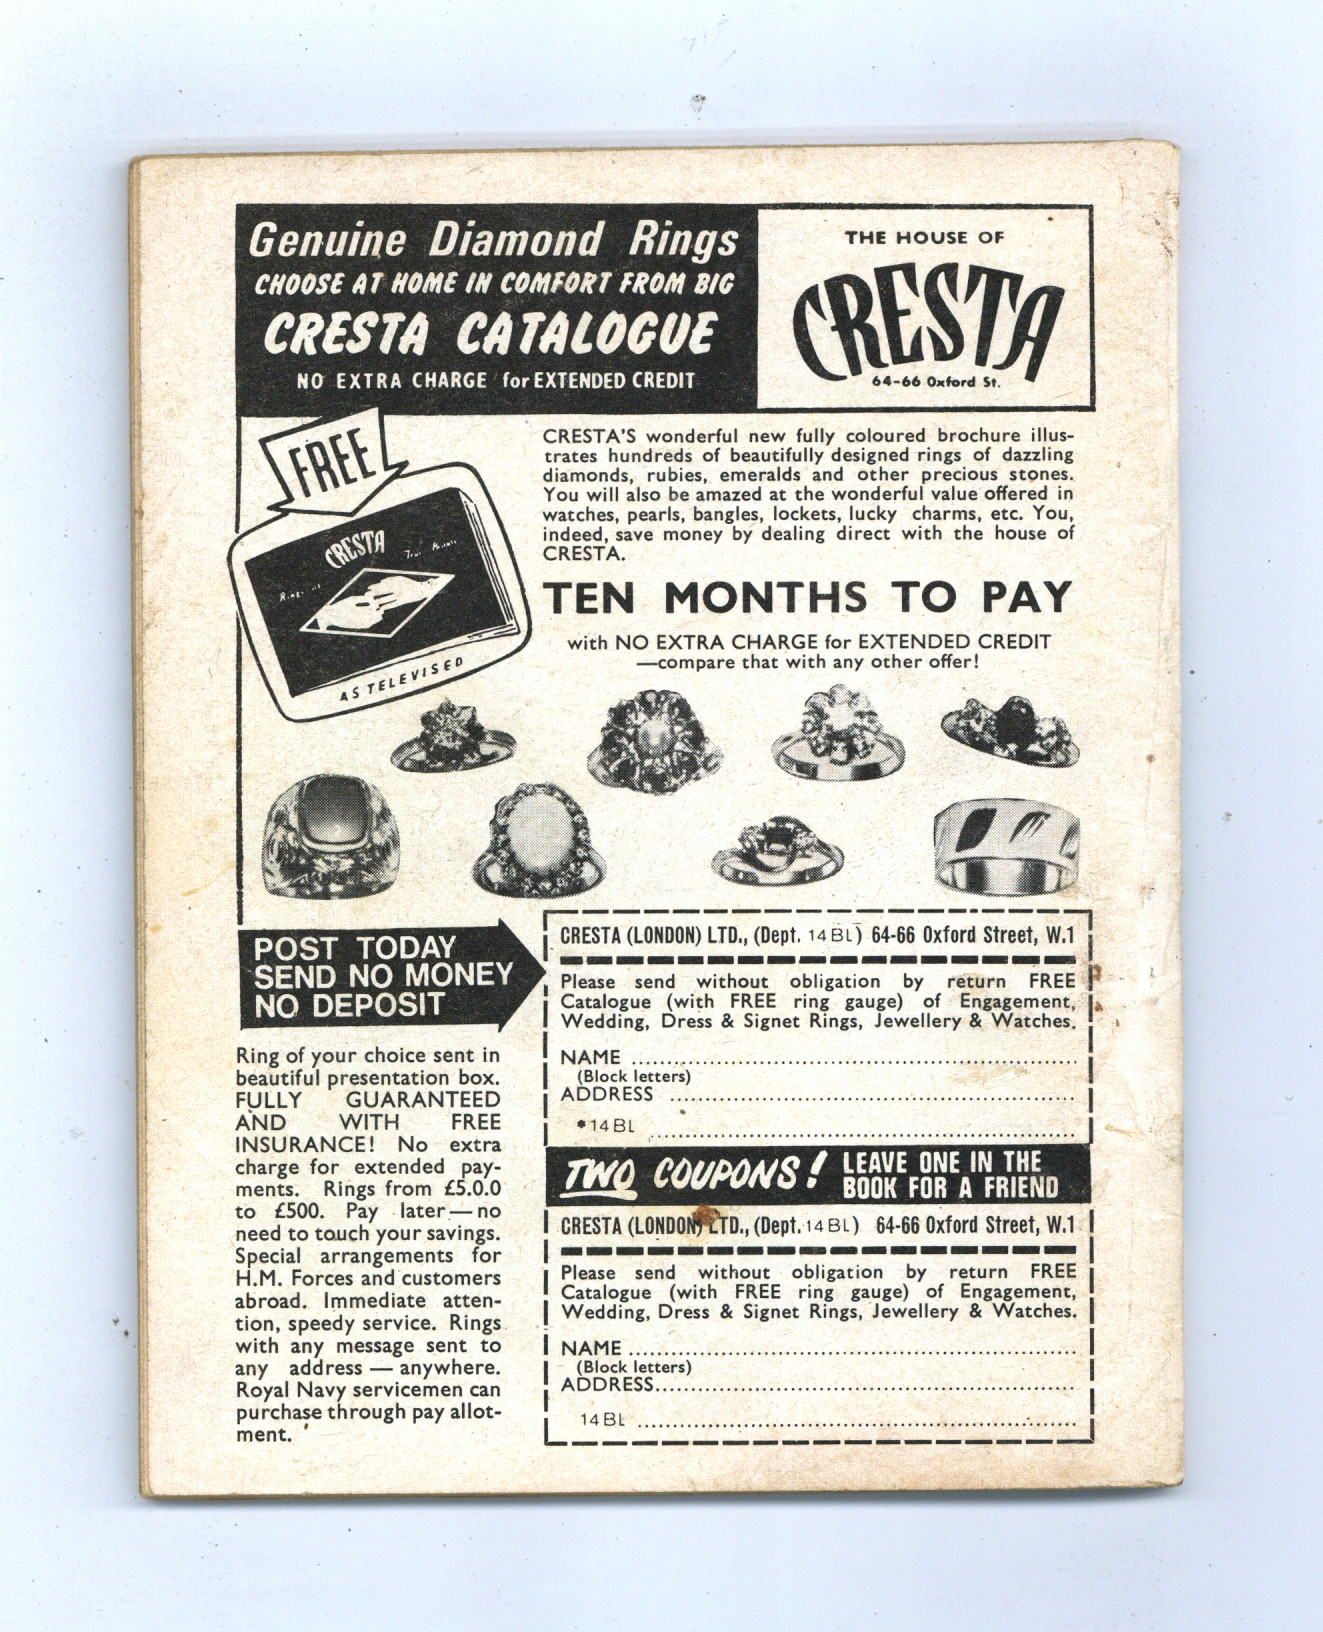 Genuine Diamond Rings
CHOOSE AT HOME IN COMFORT FROM BIG
CRESTA CATALOGUE
NO EXTRA CHARGE for EXTENDED CREDIT
THE HOUSE OF
CRESTA
64-66 Oxford St.
FREE
CRESTA
AS TELEVISED
CRESTA'S wonderful new fully coloured brochure illus-
trates hundreds of beautifully designed rings of dazzling
diamonds, rubies, emeralds and other precious stones.
You will also be amazed at the wonderful value offered in
watches, pearls, bangles, lockets, lucky charms, etc. You,
indeed, save money by dealing direct with the house of
CRESTA.
TEN MONTHS TO PAY
with NO EXTRA CHARGE for EXTENDED CREDIT
—compare that with any other offer!
POST TODAY
SEND NO MONEY
NO DEPOSIT
Ring of your choice sent in
beautiful presentation box.
FULLY GUARANTEED
AND WITH FREE
INSURANCE! No extra
charge for extended pay-
ments. Rings from £5.0.0
to £500. Pay later—no
need to touch your savings.
Special arrangements for
H.M. Forces and customers
abroad. Immediate atten-
tion, speedy service. Rings
with any message sent to
any address — anywhere.
Royal Navy servicemen can
purchase through pay allot-
ment.
CRESTA (LONDON) LTD., (Dept. 14BL) 64-66 Oxford Street, W.1
Please send without obligation by return FREE
Catalogue (with FREE ring gauge) of Engagement,
Wedding, Dress & Signet Rings, Jewellery & Watches.
NAME
(Block letters)
ADDRESS
*14BL
TWO COUPONS! LEAVE ONE IN THE
BOOK FOR A FRIEND
CRESTA (LONDON) LTD., (Dept. 14BL) 64-66 Oxford Street, W.1
Please send without obligation by return FREE
Catalogue (with FREE ring gauge) of Engagement,
Wedding, Dress & Signet Rings, Jewellery & Watches.
NAME
(Block letters)
ADDRESS
14BL